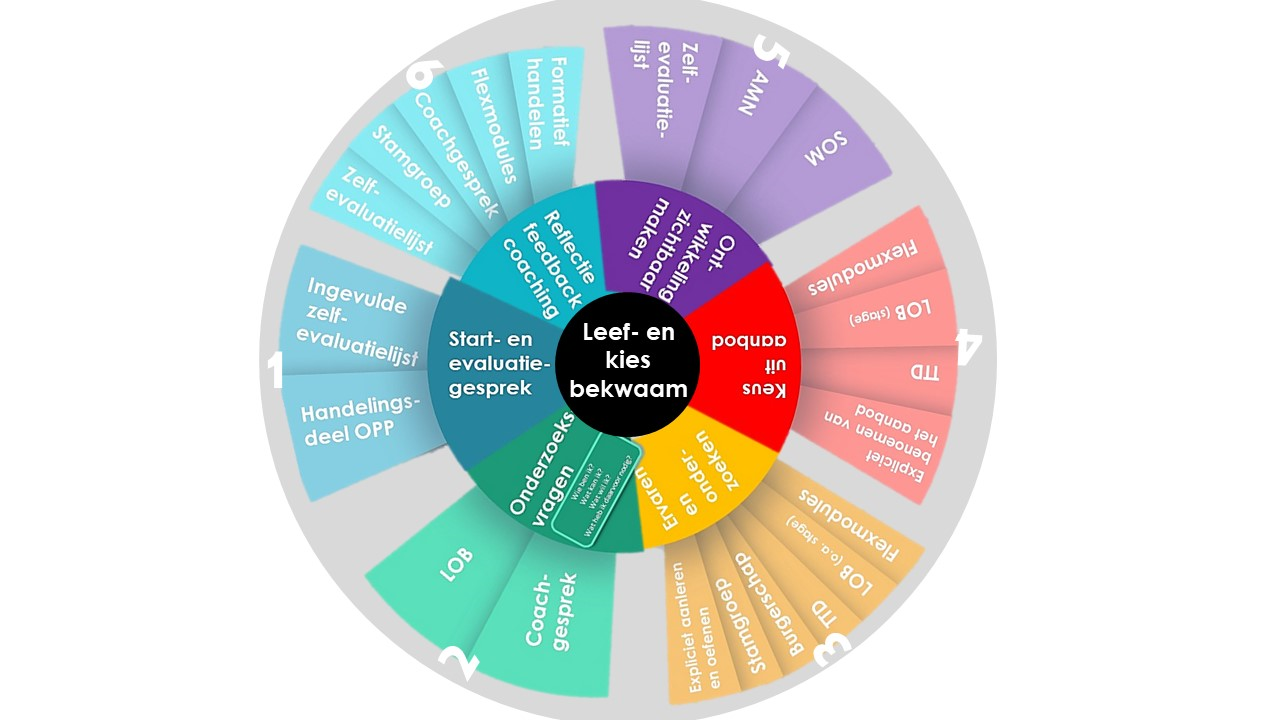 Leef- en
kies
bekwaam
1
Start- en
evaluatie-
gesprek
Ingevulde
zelf-
evaluatielijst
Handelings-
deel OPP
2
Onderzoeks
vragen
Wie ben ik?
Wat kan ik?
Wat wil ik?
Wat heb ik daarvoor nodig?
LOB
Coach-
gesprek
3
Ervaren
en
onder-
zoeken
Expliciet aanleren
en oefenen
Stamgroep
Burgerschap
TTD
LOB (o.a. stage)
Flexmodules
4
Keus
uit
aanbod
Expliciet
benoemen van
het aanbod
TTD
LOB (stage)
Flexmodules
5
Ont-
wikkeling
zichtbaar
maken
SOM
AMN
Zelf-
evaluatie-
lijst
6
Reflectie
feedback
coaching
Zelf-
evaluatielijst
Stamgroep
Coachgesprek
Flexmodules
Formatief
handelen